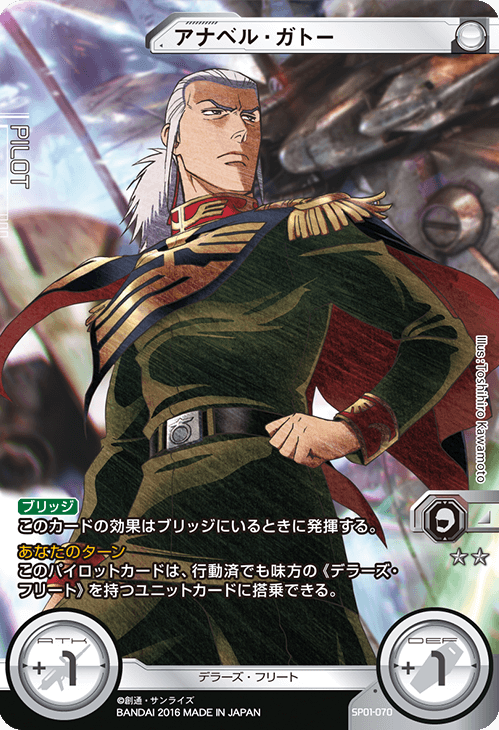 アナベル・ガトー
PILOT
Illus:Toshihiro Kawamoto
ブリッジ
このカードの効果はブリッジにいるときに発揮する。
あなたのターン
このパイロットカードは、行動済でも味方の《デラーズ・
フリート》を持つユニットカードに搭乗できる。
★★
ATK
+1
DEF
+1
デラーズ・フリート
©創通・サンライズ
BANDAI 2016 MADE IN JAPAN
SP01-070